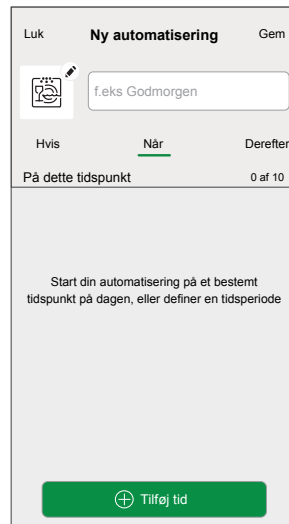 Luk Ny automatisering Gem
f.eks Godmorgen
Hvis Når Derefter
På dette tidspunkt 0 af 10
Start din automatisering på et bestemt
tidspunkt på dagen, eller definer en tidsperiode
Tilføj tid